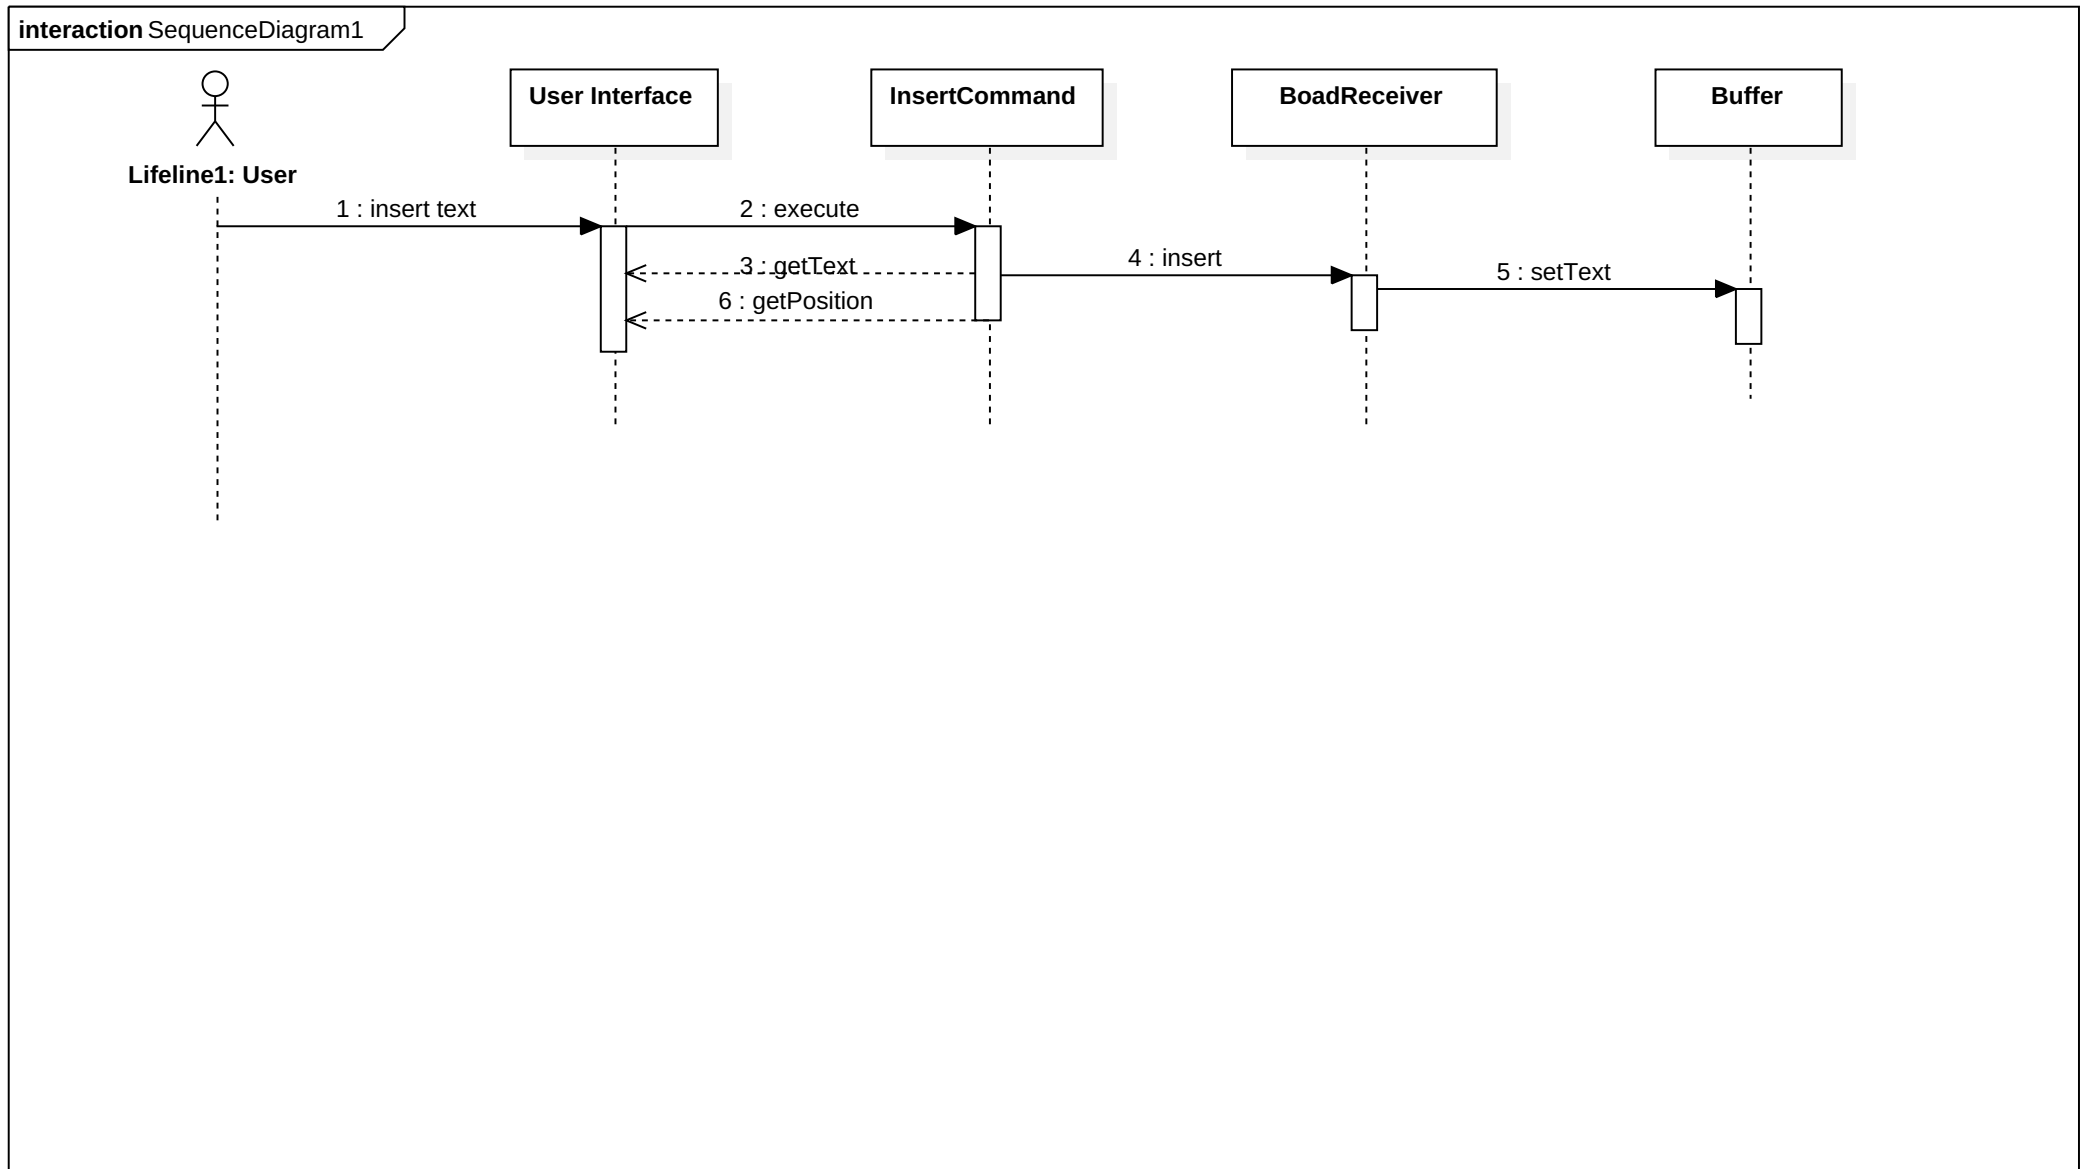 interaction SequenceDiagram1
User Interface
InsertCommand
BoadReceiver
Buffer
Lifeline1: User
1 : insert text
2 : execute
3 : getText
4 : insert
5 : setText
6 : getPosition